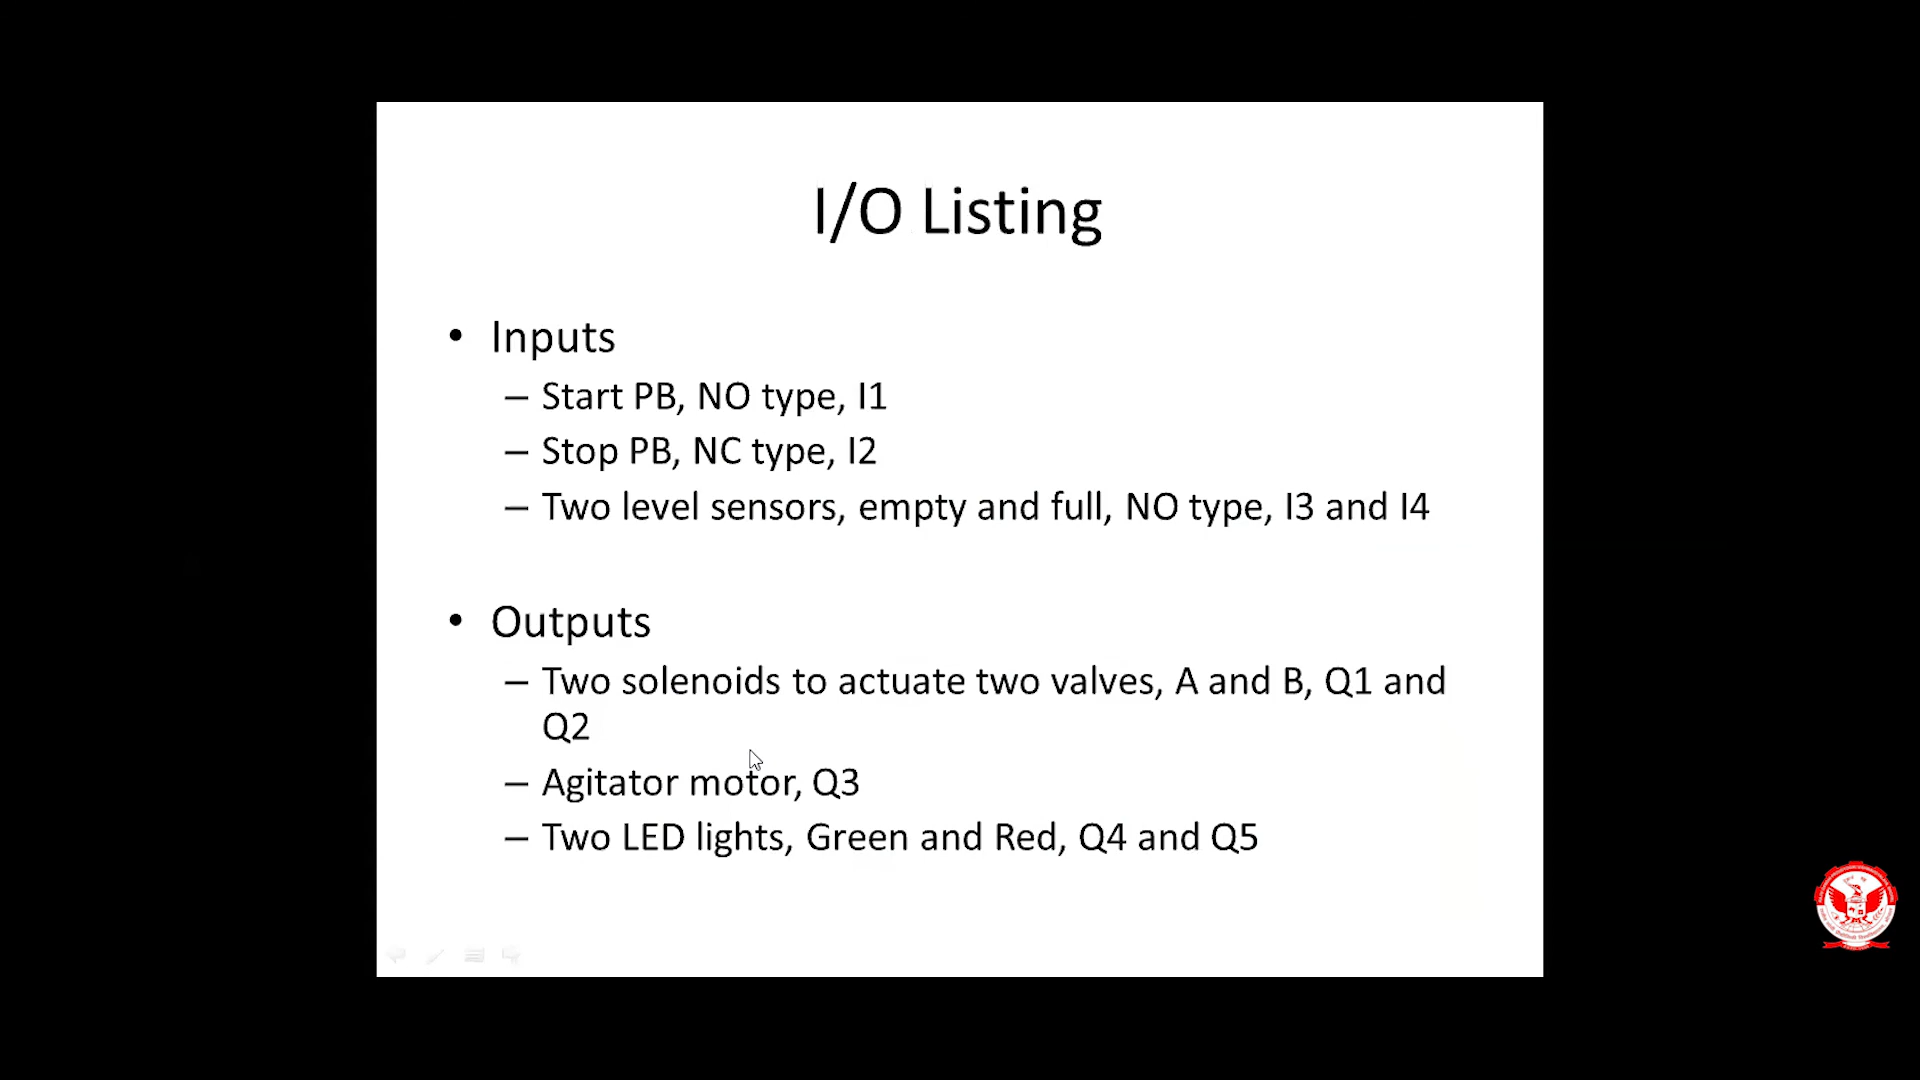 I/O Listing
• Inputs
– Start PB, NO type, I1
– Stop PB, NC type, I2
– Two level sensors, empty and full, NO type, I3 and I4
• Outputs
– Two solenoids to actuate two valves, A and B, Q1 and
Q2
– Agitator motor, Q3
– Two LED lights, Green and Red, Q4 and Q5